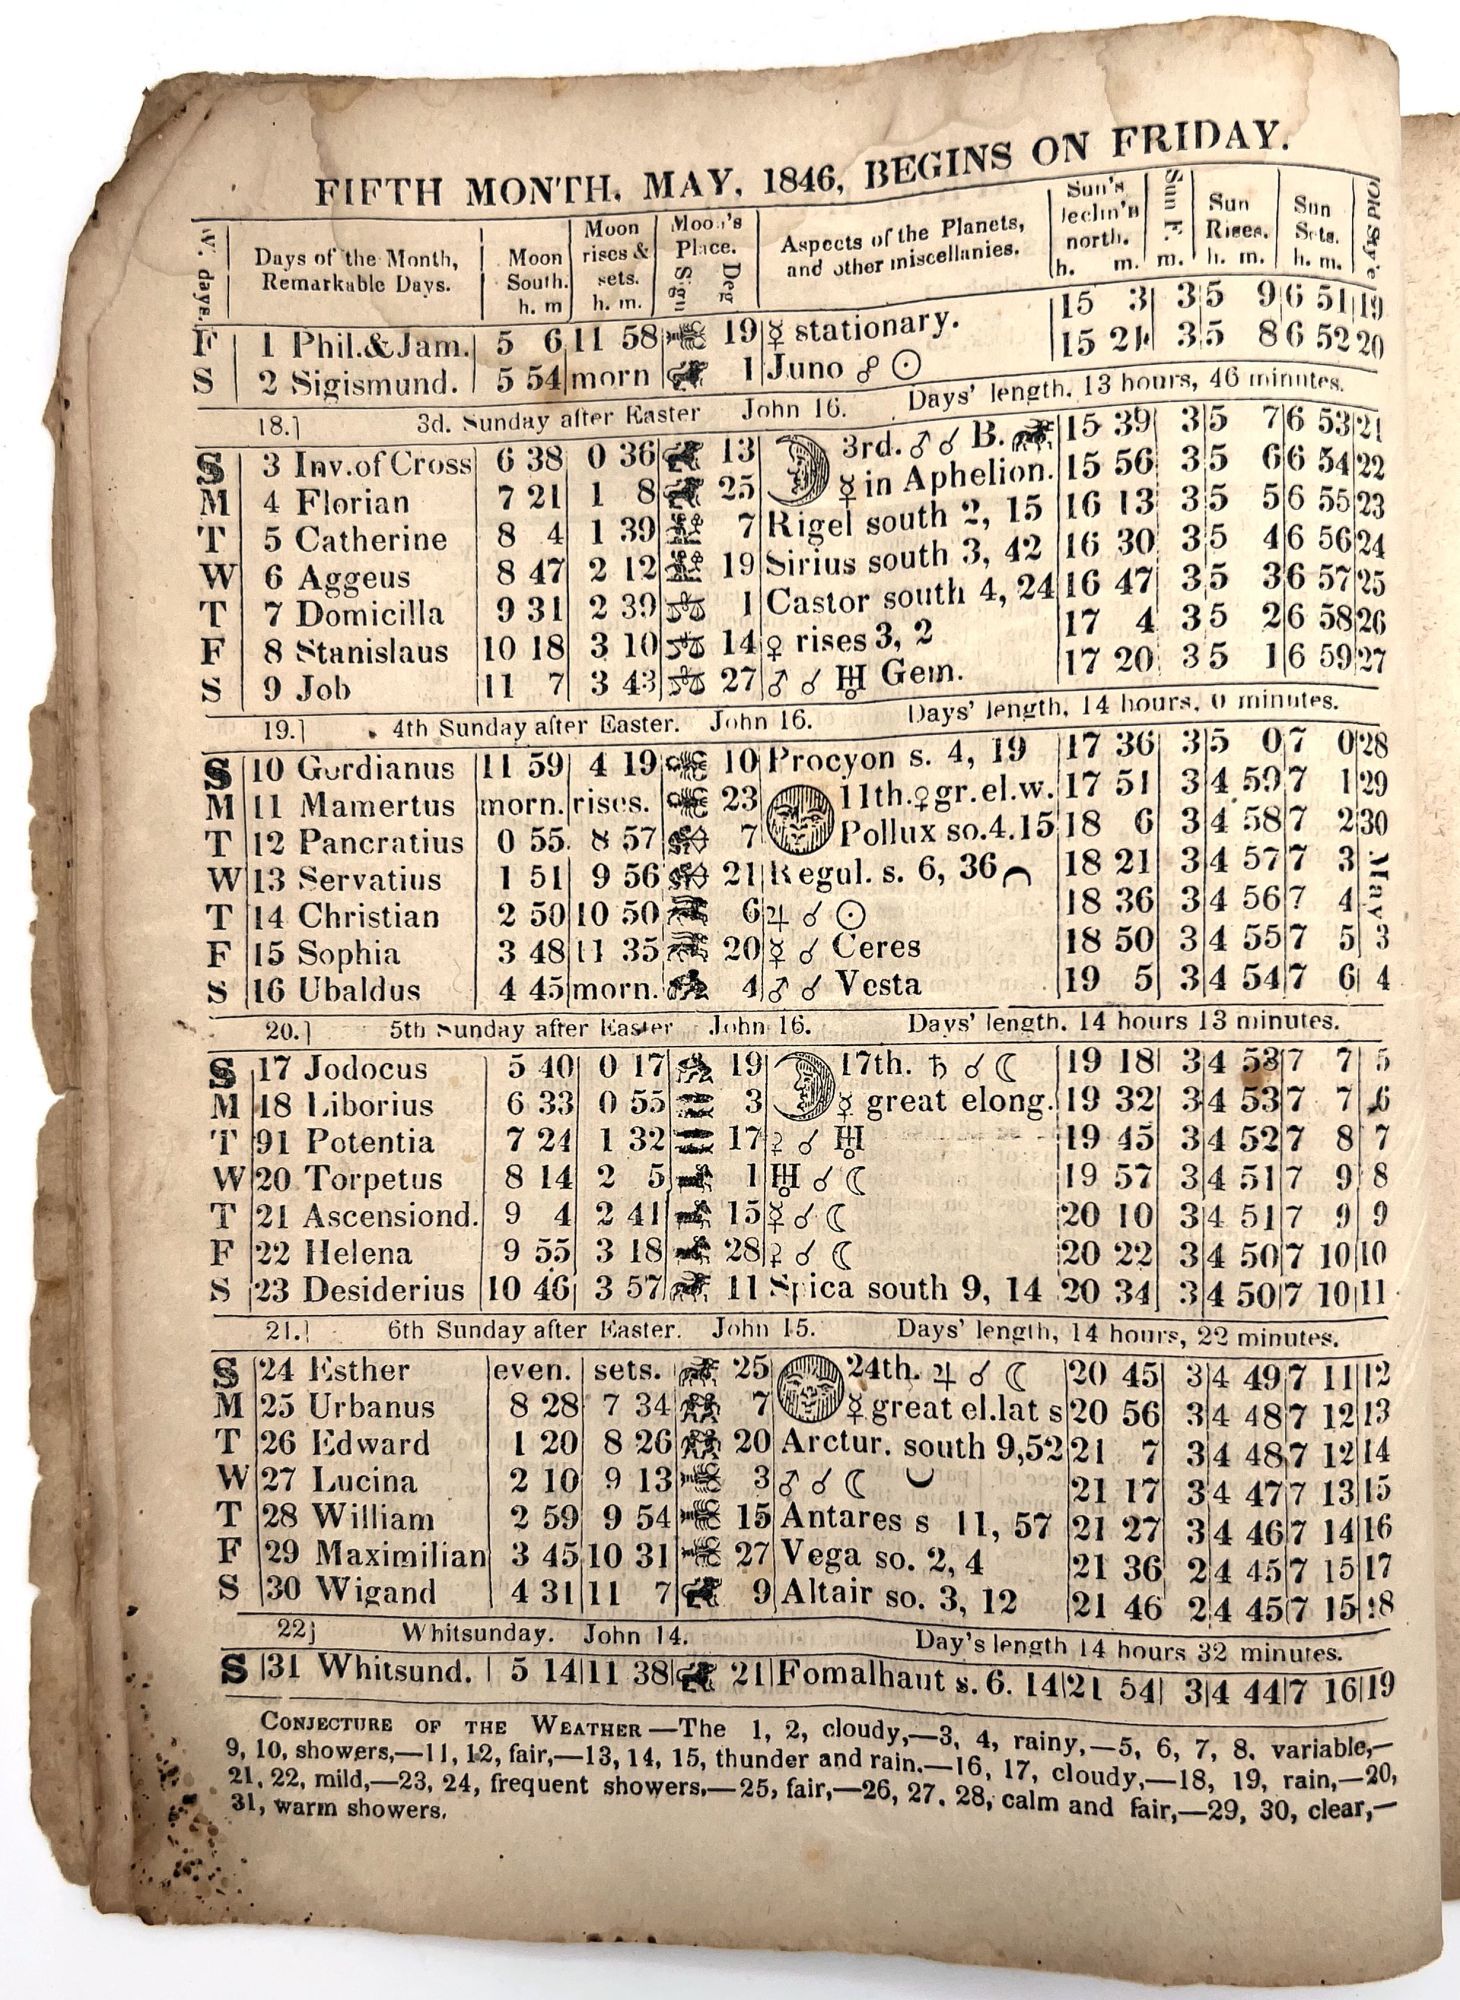 FIFTH MONTH, MAY, 1846, BEGINS ON FRIDAY.
W. days. Days of the Month, Remarkable Days. Moon South. h. m Moon rises & sets. h. m. Moon's Place. Sign Deg Aspects of the Planets, and other miscellanies. Sun's declin'n north. h. m. Sun F. m. Sun Rises. h. m. Sun Sets. h. m. Old Style
F 1 Phil.&Jam. 5 6 11 58 19 ☿ stationary. 15 3 3 5 9 6 51 19
S 2 Sigismund. 5 54 morn 1 Juno ☍ ☉ 15 21 3 5 8 6 52 20
18.] 3d. Sunday after Easter John 16. Days' length. 13 hours, 46 minutes.
S 3 Inv.of Cross 6 38 0 36 13 3rd. ♂ ☌ B. 15 39 3 5 7 6 53 21
M 4 Florian 7 21 1 8 25 ☿ in Aphelion. 15 56 3 5 6 6 54 22
T 5 Catherine 8 4 1 39 7 Rigel south 2, 15 16 13 3 5 5 6 55 23
W 6 Aggeus 8 47 2 12 19 Sirius south 3, 42 16 30 3 5 4 6 56 24
T 7 Domicilla 9 31 2 39 1 Castor south 4, 24 16 47 3 5 3 6 57 25
F 8 Stanislaus 10 18 3 10 14 ♀ rises 3, 2 17 4 3 5 2 6 58 26
S 9 Job 11 7 3 43 27 ♂ ☌ ♅ Gem. 17 20 3 5 1 6 59 27
19.] 4th Sunday after Easter. John 16. Days' length, 14 hours, 0 minutes.
S 10 Gordianus 11 59 4 19 10 Procyon s. 4, 19 17 36 3 5 0 7 0 28
M 11 Mamertus morn. rises. 23 11th. ♀ gr.el.w. 17 51 3 4 59 7 1 29
T 12 Pancratius 0 55 8 57 7 Pollux so.4.15 18 6 3 4 58 7 2 30
W 13 Servatius 1 51 9 56 21 Regul. s. 6, 36 18 21 3 4 57 7 3 May
T 14 Christian 2 50 10 50 6 ♃ ☌ ☉ 18 36 3 4 56 7 4
F 15 Sophia 3 48 11 35 20 ☿ ☌ Ceres 18 50 3 4 55 7 5 3
S 16 Ubaldus 4 45 morn. 4 ♂ ☌ Vesta 19 5 3 4 54 7 6 4
20.] 5th Sunday after Easter John 16. Days' length. 14 hours 13 minutes.
S 17 Jodocus 5 40 0 17 19 17th. ♄ ☌ ☾ 19 18 3 4 53 7 7 5
M 18 Liborius 6 33 0 55 3 ☿ great elong. 19 32 3 4 53 7 7 6
T 91 Potentia 7 24 1 32 17 ♀ ☌ ♅ 19 45 3 4 52 7 8 7
W 20 Torpetus 8 14 2 5 1 ♅ ☌ ☾ 19 57 3 4 51 7 9 8
T 21 Ascensiond. 9 4 2 41 15 ☿ ☌ ☾ 20 10 3 4 51 7 9 9
F 22 Helena 9 55 3 18 28 ♀ ☌ ☾ 20 22 3 4 50 7 10 10
S 23 Desiderius 10 46 3 57 11 Spica south 9, 14 20 34 3 4 50 7 10 11
21.] 6th Sunday after Easter. John 15. Days' length, 14 hours, 22 minutes.
S 24 Esther even. sets. 25 24th. ♃ ☌ ☾ 20 45 3 4 49 7 11 12
M 25 Urbanus 8 28 7 34 7 ☿ great el.lat s 20 56 3 4 48 7 12 13
T 26 Edward 1 20 8 26 20 Arctur. south 9,52 21 7 3 4 48 7 12 14
W 27 Lucina 2 10 9 13 3 ♂ ☌ ☾ 21 17 3 4 47 7 13 15
T 28 William 2 59 9 54 15 Antares s 11, 57 21 27 3 4 46 7 14 16
F 29 Maximilian 3 45 10 31 27 Vega so. 2, 4 21 36 2 4 45 7 15 17
S 30 Wigand 4 31 11 7 9 Altair so. 3, 12 21 46 2 4 45 7 15 18
22] Whitsunday. John 14. Day's length 14 hours 32 minutes.
S 31 Whitsund. 5 14 11 38 21 Fomalhaut s. 6. 14 21 54 3 4 44 7 16 19
CONJECTURE OF THE WEATHER—The 1, 2, cloudy,—3, 4, rainy,—5, 6, 7, 8. variable,—
9, 10, showers,—11, 12, fair,—13, 14, 15, thunder and rain.—16, 17, cloudy,—18, 19, rain,—20,
21, 22, mild,—23, 24, frequent showers.—25, fair,—26, 27. 28, calm and fair,—29, 30, clear,—
31, warm showers.